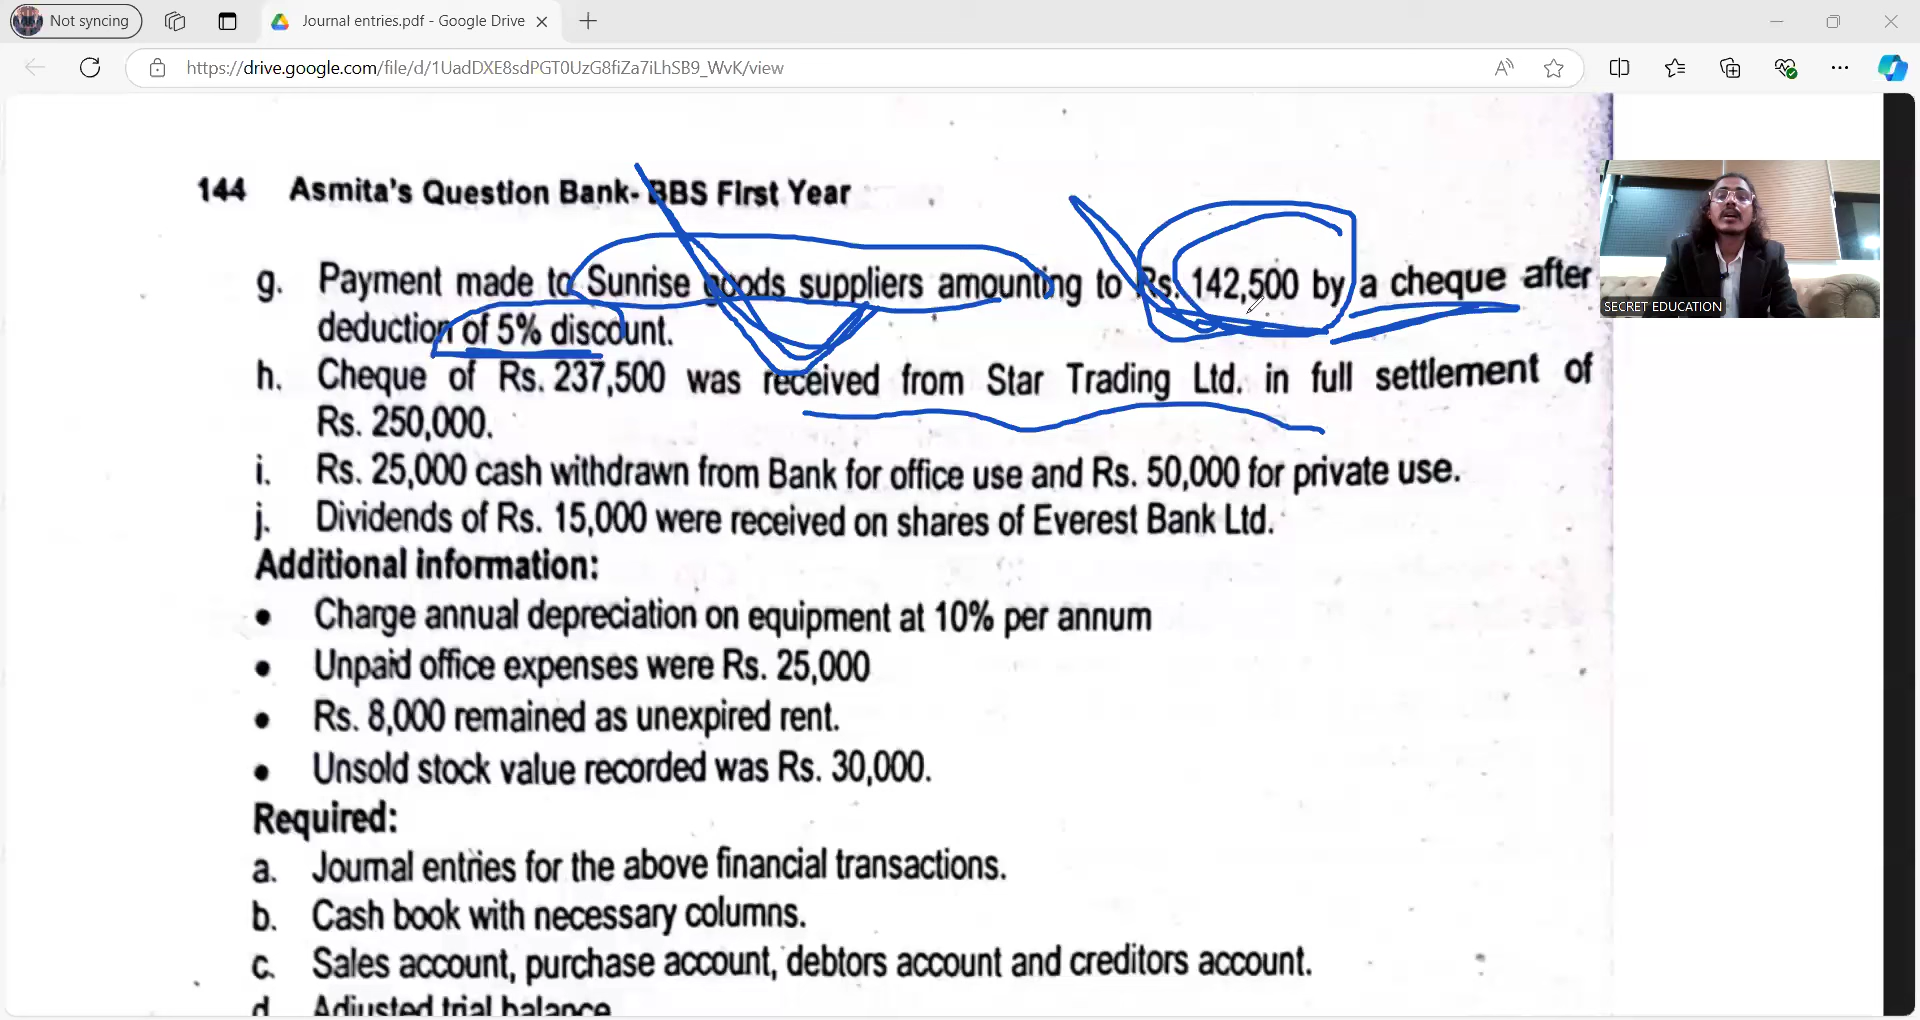 Not syncing
Journal entries.pdf - Google Drive
https://drive.google.com/file/d/1UadDXE8sdPGT0UzG8fiZa7iLhSB9_WvK/view
144 Asmita's Question Bank- BBS First Year
g. Payment made to Sunrise goods suppliers amounting to Rs. 142,500 by a cheque after
deduction of 5% discount.
h. Cheque of Rs. 237,500 was received from Star Trading Ltd. in full settlement of
Rs. 250,000.
i. Rs. 25,000 cash withdrawn from Bank for office use and Rs. 50,000 for private use.
j. Dividends of Rs. 15,000 were received on shares of Everest Bank Ltd.
Additional information:
• Charge annual depreciation on equipment at 10% per annum
• Unpaid office expenses were Rs. 25,000
• Rs. 8,000 remained as unexpired rent.
• Unsold stock value recorded was Rs. 30,000.
Required:
a. Journal entries for the above financial transactions.
b. Cash book with necessary columns.
c. Sales account, purchase account, debtors account and creditors account.
d. Adjusted trial balance
SECRET EDUCATION